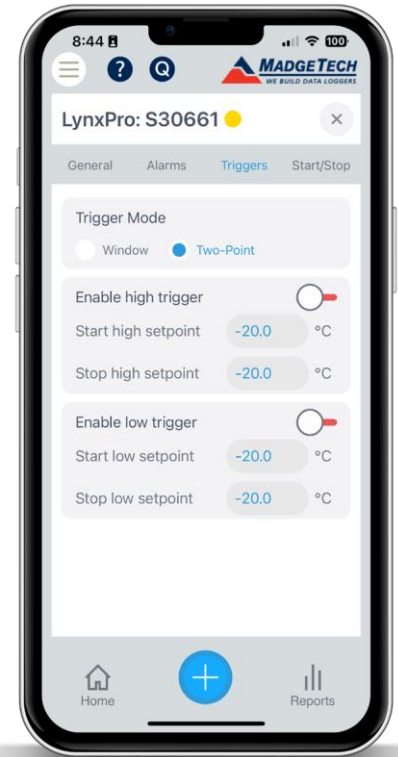 8:44
100
? Q MADGETECH
WE BUILD DATA LOGGERS
LynxPro: S30661
General Alarms Triggers Start/Stop
Trigger Mode
Window Two-Point
Enable high trigger
Start high setpoint -20.0 °C
Stop high setpoint -20.0 °C
Enable low trigger
Start low setpoint -20.0 °C
Stop low setpoint -20.0 °C
Home Reports